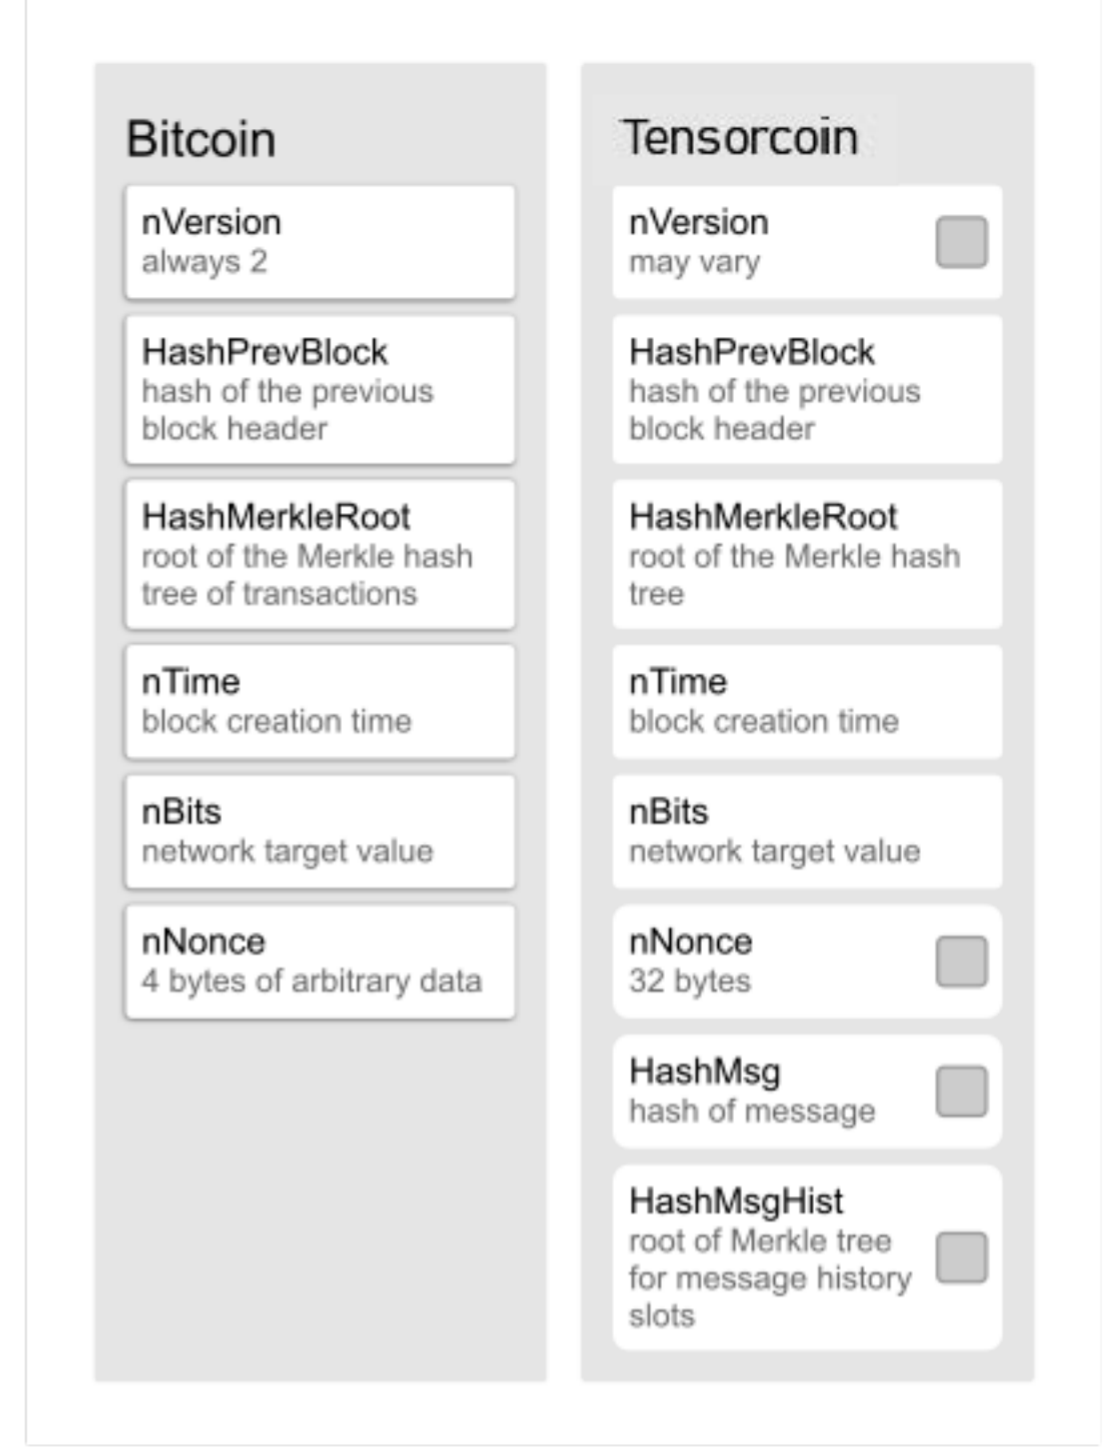 Bitcoin
nVersion
always 2
HashPrevBlock
hash of the previous
block header
HashMerkleRoot
root of the Merkle hash
tree of transactions
nTime
block creation time
nBits
network target value
nNonce
4 bytes of arbitrary data
Tensorcoin
nVersion
may vary
HashPrevBlock
hash of the previous
block header
HashMerkleRoot
root of the Merkle hash
tree
nTime
block creation time
nBits
network target value
nNonce
32 bytes
HashMsg
hash of message
HashMsgHist
root of Merkle tree
for message history
slots